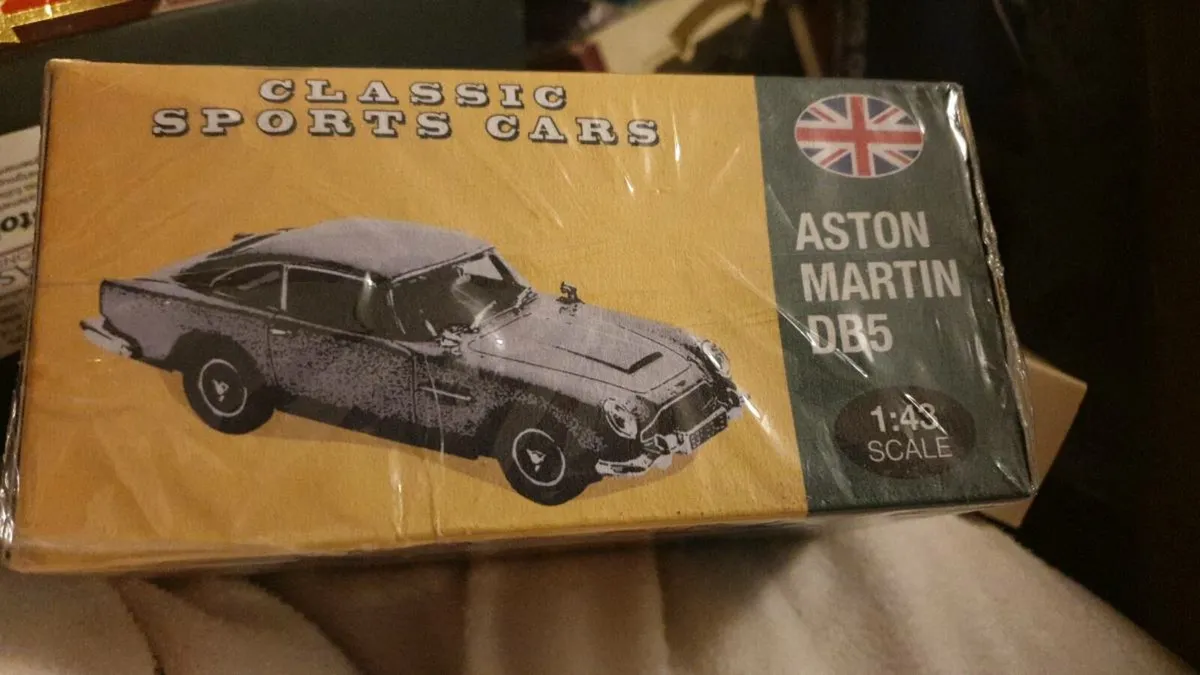 CLASSIC
SPORTS CARS
ASTON
MARTIN
DB5
1:43
SCALE